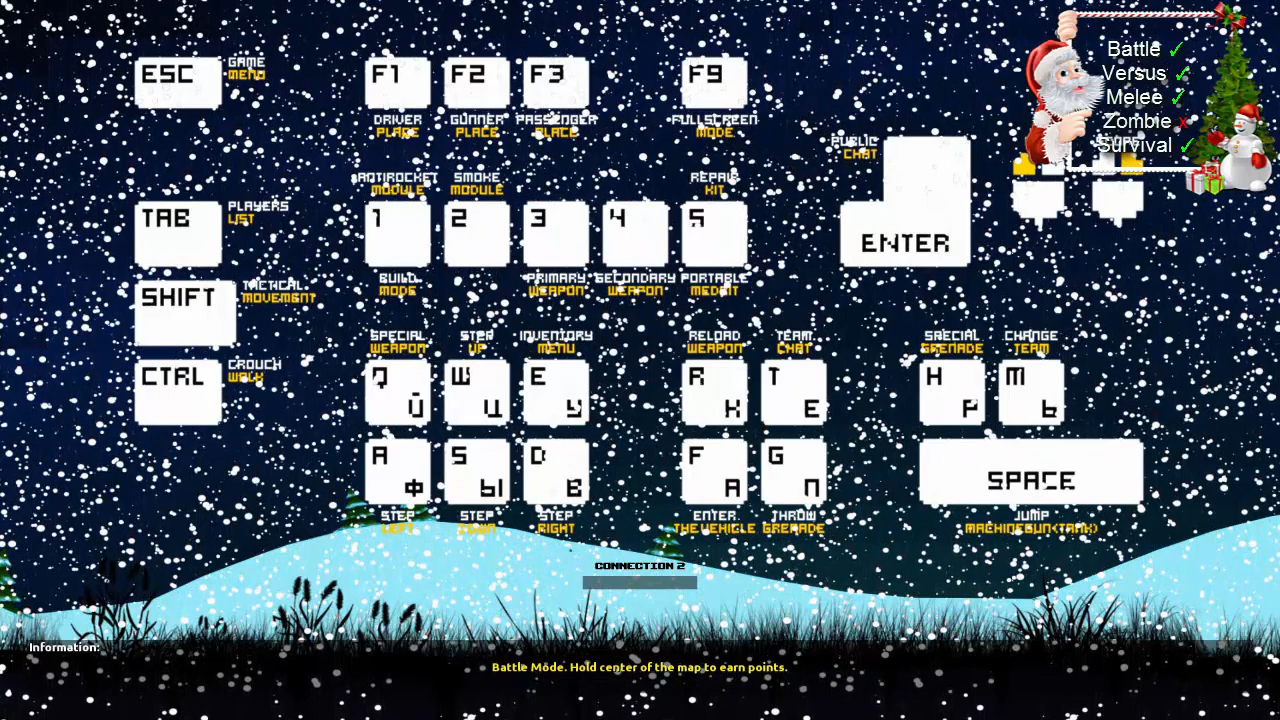 ESC
GAME
MENU
F1
F2
F3
F9
DRIVER
PLACE
GUNNER
PLACE
PASSENGER
PLACE
FULLSCREEN
MODE
Battle ✓
Versus ✓
Melee ✓
Zombie x
Survival ✓
PUBLIC
CHAT
ANTIROCKET
MODULE
SMOKE
MODULE
REPAIR
KIT
TAB
PLAYERS
LIST
1
2
3
4
5
ENTER
BUILD
MODE
PRIMARY
WEAPON
SECONDARY
WEAPON
PORTABLE
MEDKIT
SHIFT
TACTICAL
MOVEMENT
SPECIAL
WEAPON
STEP
UP
INVENTORY
MENU
RELOAD
WEAPON
TEAM
CHAT
SPECIAL
GRENADE
CHANGE
TEAM
CTRL
CROUCH
WALK
Q Й
W Ц
E У
R К
T Е
H Р
M Ь
A Ф
S Ы
D В
F А
G П
SPACE
STEP
LEFT
STEP
DOWN
STEP
RIGHT
ENTER
THE VEHICLE
THROW
GRENADE
JUMP
MACHINEGUN(TANK)
CONNECTION 2
Information:
Battle Mode. Hold center of the map to earn points.